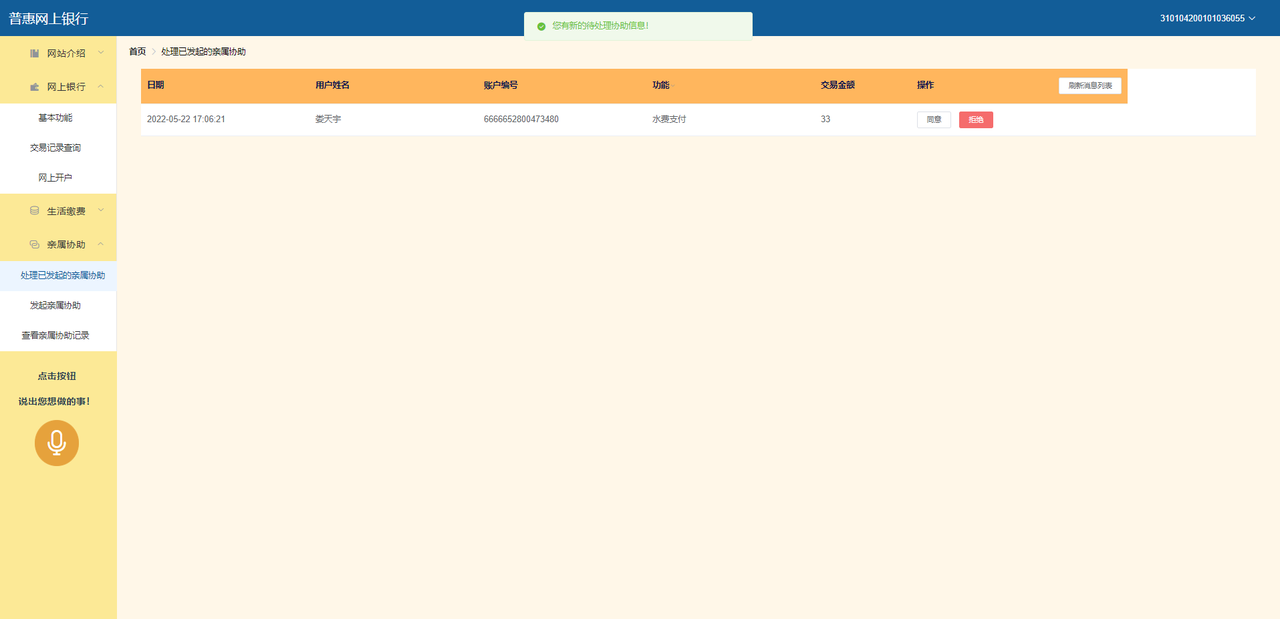 普惠网上银行
您有新的待处理协助信息!
310104200101036055
网站介绍
网上银行
基本功能
交易记录查询
网上开户
生活缴费
亲属协助
处理已发起的亲属协助
发起亲属协助
查看亲属协助记录
点击按钮
说出您想做的事!
首页 > 处理已发起的亲属协助
日期 用户姓名 账户编号 功能 交易金额 操作 刷新消息列表
2022-05-22 17:06:21 娄天宇 6666652800473480 水费支付 33 同意 拒绝